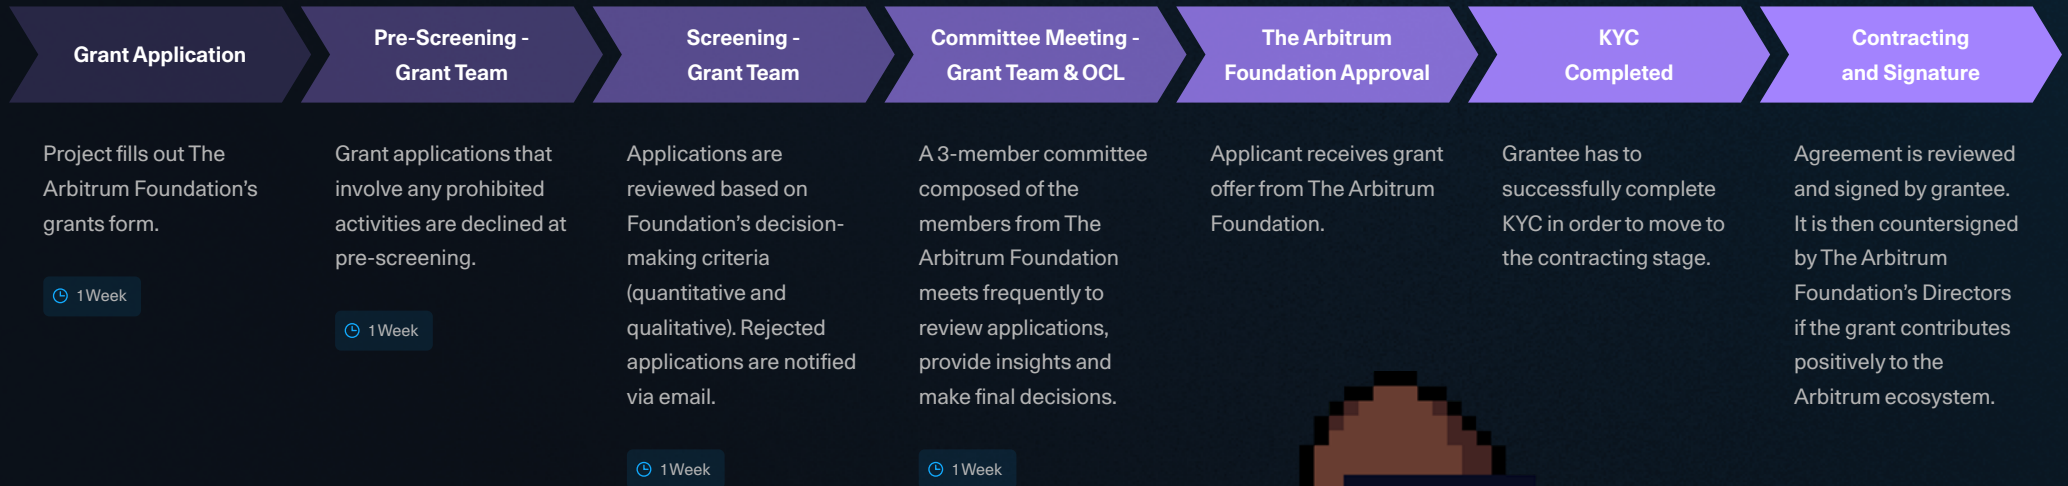 Grant Application
Pre-Screening -
Grant Team
Screening -
Grant Team
Committee Meeting -
Grant Team & OCL
The Arbitrum
Foundation Approval
KYC
Completed
Contracting
and Signature
Project fills out The
Arbitrum Foundation's
grants form.
1 Week
Grant applications that
involve any prohibited
activities are declined at
pre-screening.
1 Week
Applications are
reviewed based on
Foundation's decision-
making criteria
(quantitative and
qualitative). Rejected
applications are notified
via email.
1 Week
A 3-member committee
composed of the
members from The
Arbitrum Foundation
meets frequently to
review applications,
provide insights and
make final decisions.
1 Week
Applicant receives grant
offer from The Arbitrum
Foundation.
Grantee has to
successfully complete
KYC in order to move to
the contracting stage.
Agreement is reviewed
and signed by grantee.
It is then countersigned
by The Arbitrum
Foundation's Directors
if the grant contributes
positively to the
Arbitrum ecosystem.